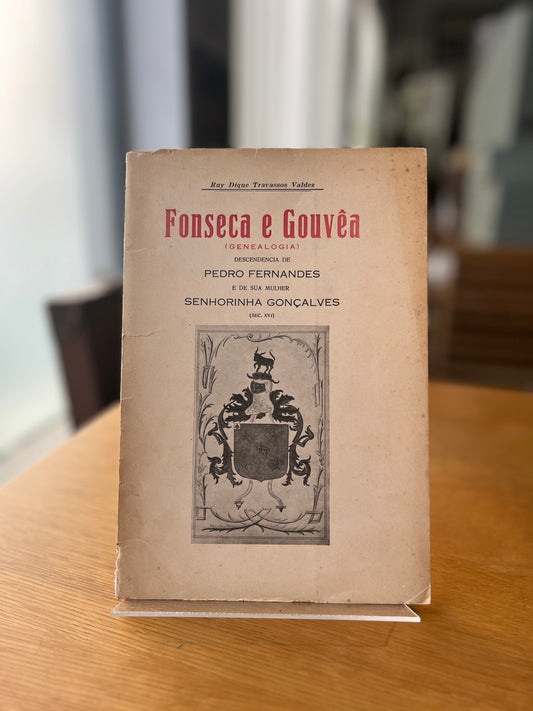 Ruy Dique Travassos Valdez
Fonseca e Gouvêa
(GENEALOGIA)
DESCENDENCIA DE
PEDRO FERNANDES
E DE SUA MULHER
SENHORINHA GONÇALVES
(SEC. XVI)